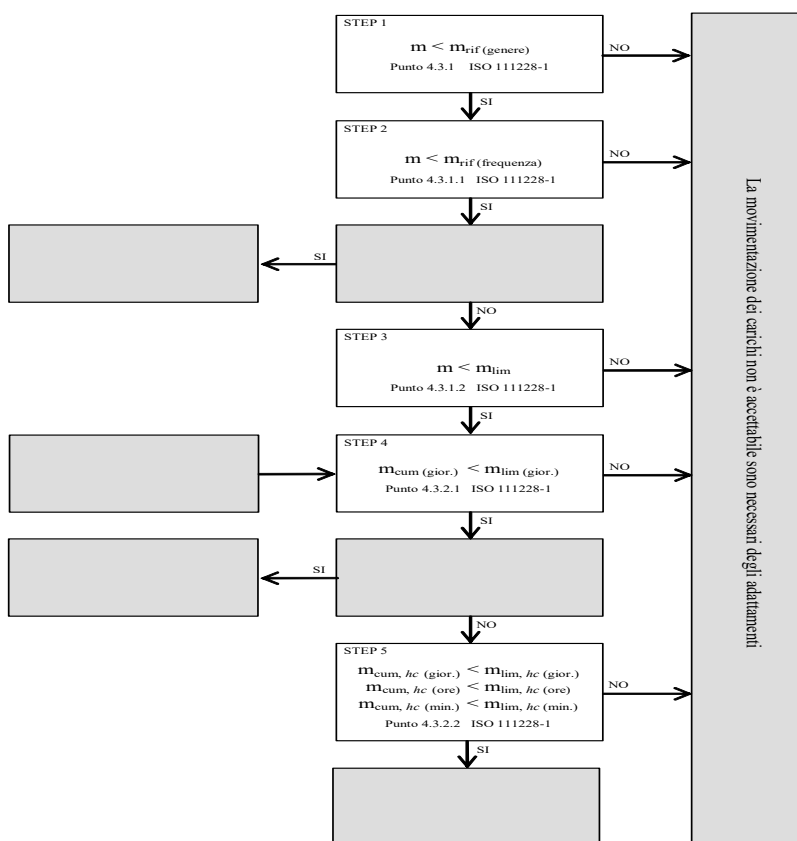 STEP 1
m < mrif (genere)
Punto 4.3.1 ISO 111228-1
NO
SI
STEP 2
m < mrif (frequenza)
Punto 4.3.1.1 ISO 111228-1
NO
SI
SI
NO
STEP 3
m < mlim
Punto 4.3.1.2 ISO 111228-1
NO
SI
STEP 4
mcum (gior.) < mlim (gior.)
Punto 4.3.2.1 ISO 111228-1
NO
SI
SI
NO
STEP 5
mcum, hc (gior.) < mlim, hc (gior.)
mcum, hc (ore) < mlim, hc (ore)
mcum, hc (min.) < mlim, hc (min.)
Punto 4.3.2.2 ISO 111228-1
NO
SI
La movimentazione dei carichi non è accettabile sono necessari degli adattamenti